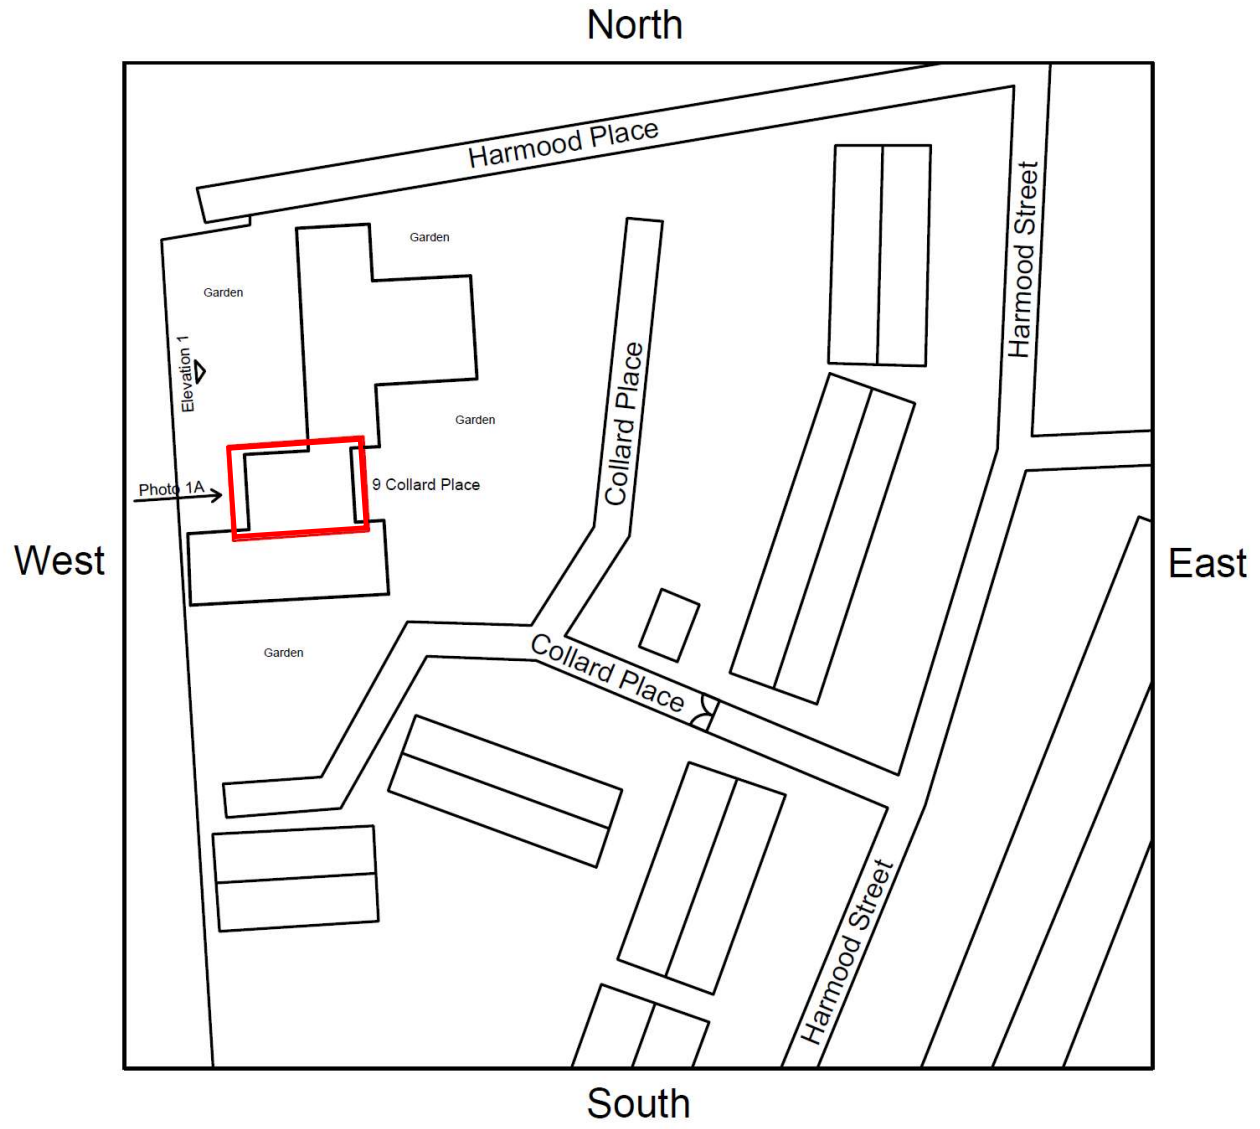 North
Harmood Place
Harmood Street
Garden
Garden
Elevation 1
Collard Place
Garden
Photo 1A
9 Collard Place
West
East
Collard Place
Garden
Harmood Street
South